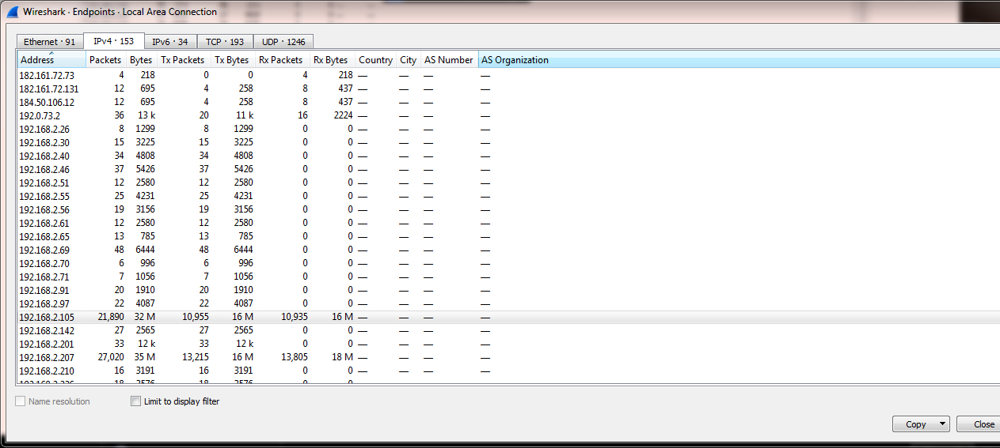 Wireshark · Endpoints · Local Area Connection
Ethernet · 91 IPv4 · 153 IPv6 · 34 TCP · 193 UDP · 1246
Address Packets Bytes Tx Packets Tx Bytes Rx Packets Rx Bytes Country City AS Number AS Organization
182.161.72.73 4 218 0 0 4 218 — — — —
182.161.72.131 12 695 4 258 8 437 — — — —
184.50.106.12 12 695 4 258 8 437 — — — —
192.0.73.2 36 13 k 20 11 k 16 2224 — — — —
192.168.2.26 8 1299 8 1299 0 0 — — — —
192.168.2.30 15 3225 15 3225 0 0 — — — —
192.168.2.40 34 4808 34 4808 0 0 — — — —
192.168.2.46 37 5426 37 5426 0 0 — — — —
192.168.2.51 12 2580 12 2580 0 0 — — — —
192.168.2.55 25 4231 25 4231 0 0 — — — —
192.168.2.56 19 3156 19 3156 0 0 — — — —
192.168.2.61 12 2580 12 2580 0 0 — — — —
192.168.2.65 13 785 13 785 0 0 — — — —
192.168.2.69 48 6444 48 6444 0 0 — — — —
192.168.2.70 6 996 6 996 0 0 — — — —
192.168.2.71 7 1056 7 1056 0 0 — — — —
192.168.2.91 20 1910 20 1910 0 0 — — — —
192.168.2.97 22 4087 22 4087 0 0 — — — —
192.168.2.105 21,890 32 M 10,955 16 M 10,935 16 M — — — —
192.168.2.142 27 2565 27 2565 0 0 — — — —
192.168.2.201 33 12 k 33 12 k 0 0 — — — —
192.168.2.207 27,020 35 M 13,215 16 M 13,805 18 M — — — —
192.168.2.210 16 3191 16 3191 0 0 — — — —
Name resolution Limit to display filter
Copy Close